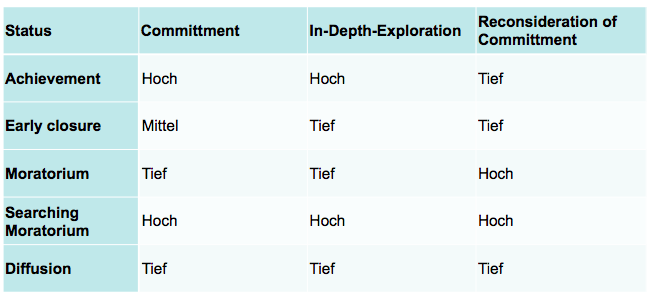 Status Committment In-Depth-Exploration Reconsideration of Committment
Achievement Hoch Hoch Tief
Early closure Mittel Tief Tief
Moratorium Tief Tief Hoch
Searching Moratorium Hoch Hoch Hoch
Diffusion Tief Tief Tief